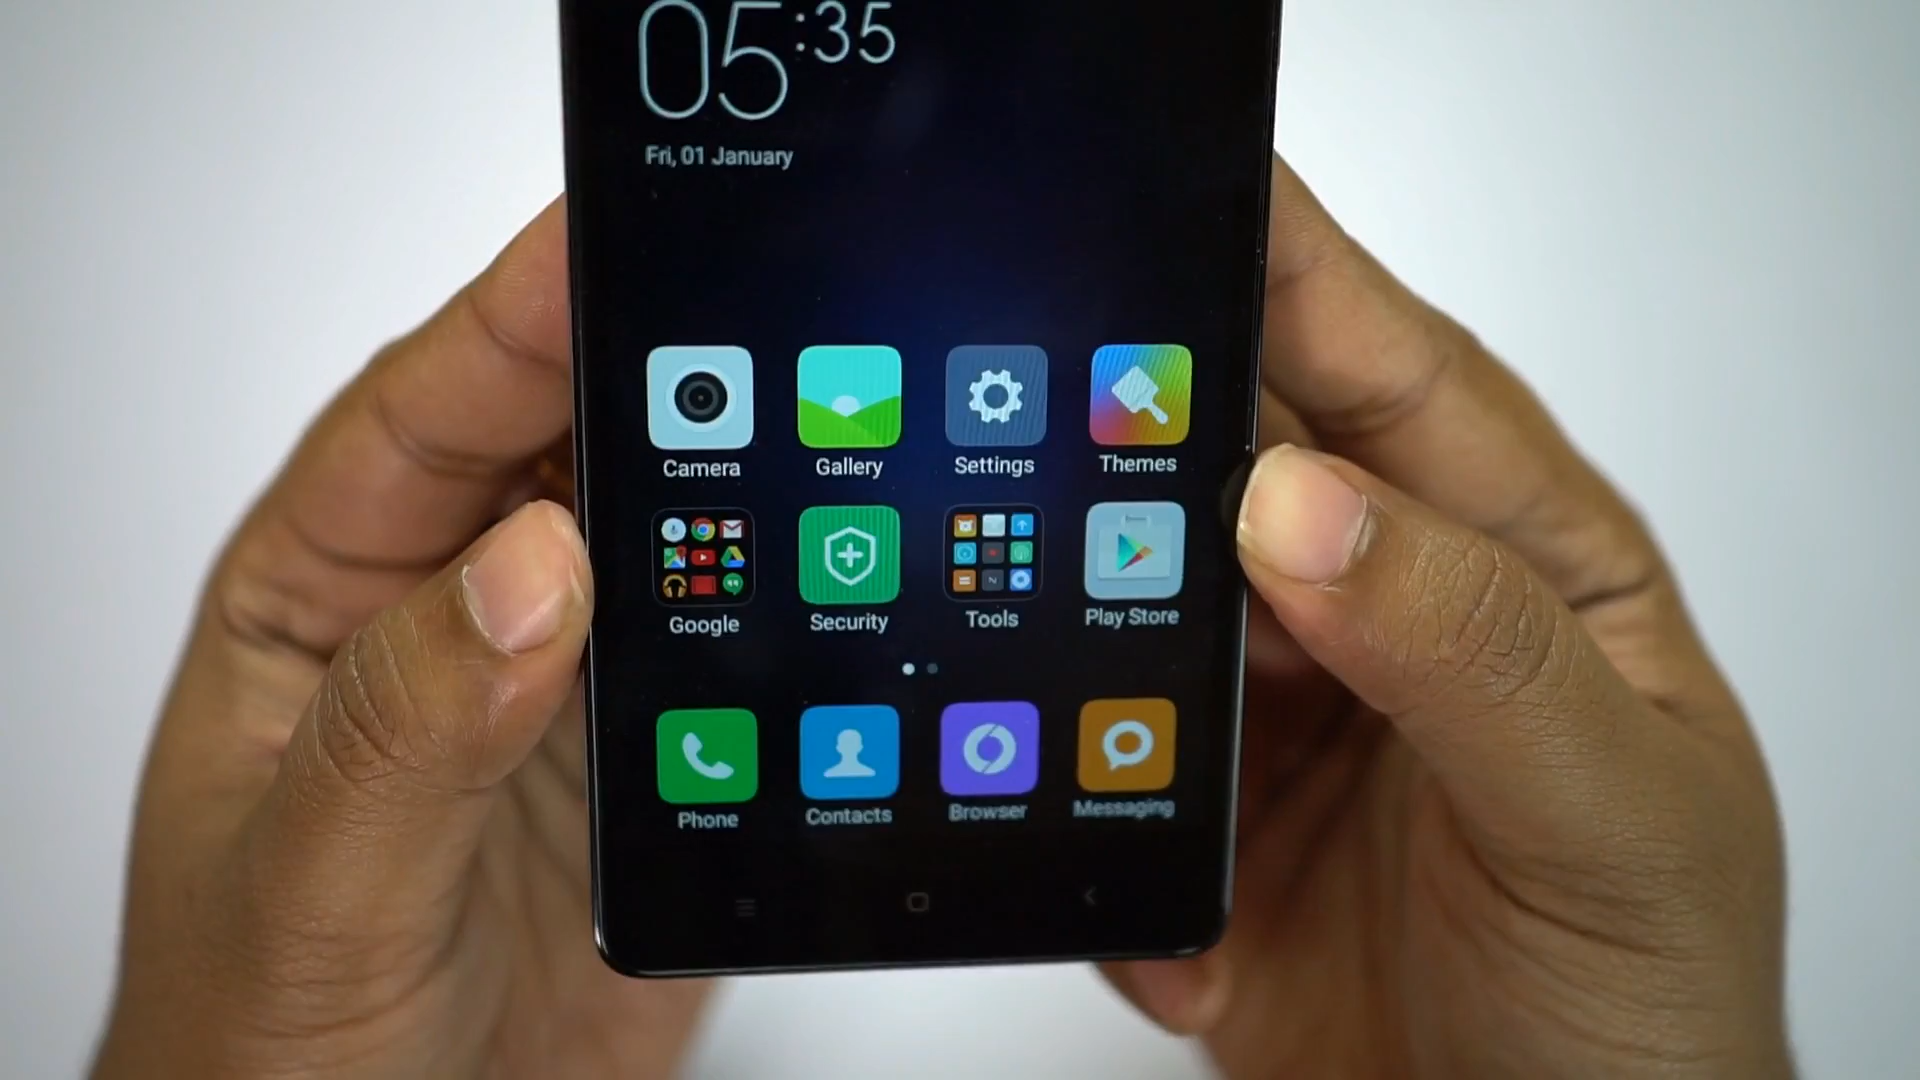 05:35
Fri, 01 January
Camera Gallery Settings Themes
Google Security Tools Play Store
Phone Contacts Browser Messaging